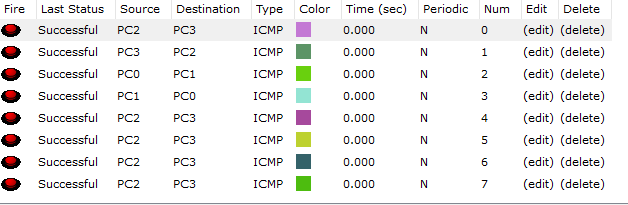 Fire Last Status Source Destination Type Color Time (sec) Periodic Num Edit Delete
Successful PC2 PC3 ICMP 0.000 N 0 (edit) (delete)
Successful PC3 PC2 ICMP 0.000 N 1 (edit) (delete)
Successful PC0 PC1 ICMP 0.000 N 2 (edit) (delete)
Successful PC1 PC0 ICMP 0.000 N 3 (edit) (delete)
Successful PC2 PC3 ICMP 0.000 N 4 (edit) (delete)
Successful PC2 PC3 ICMP 0.000 N 5 (edit) (delete)
Successful PC2 PC3 ICMP 0.000 N 6 (edit) (delete)
Successful PC2 PC3 ICMP 0.000 N 7 (edit) (delete)